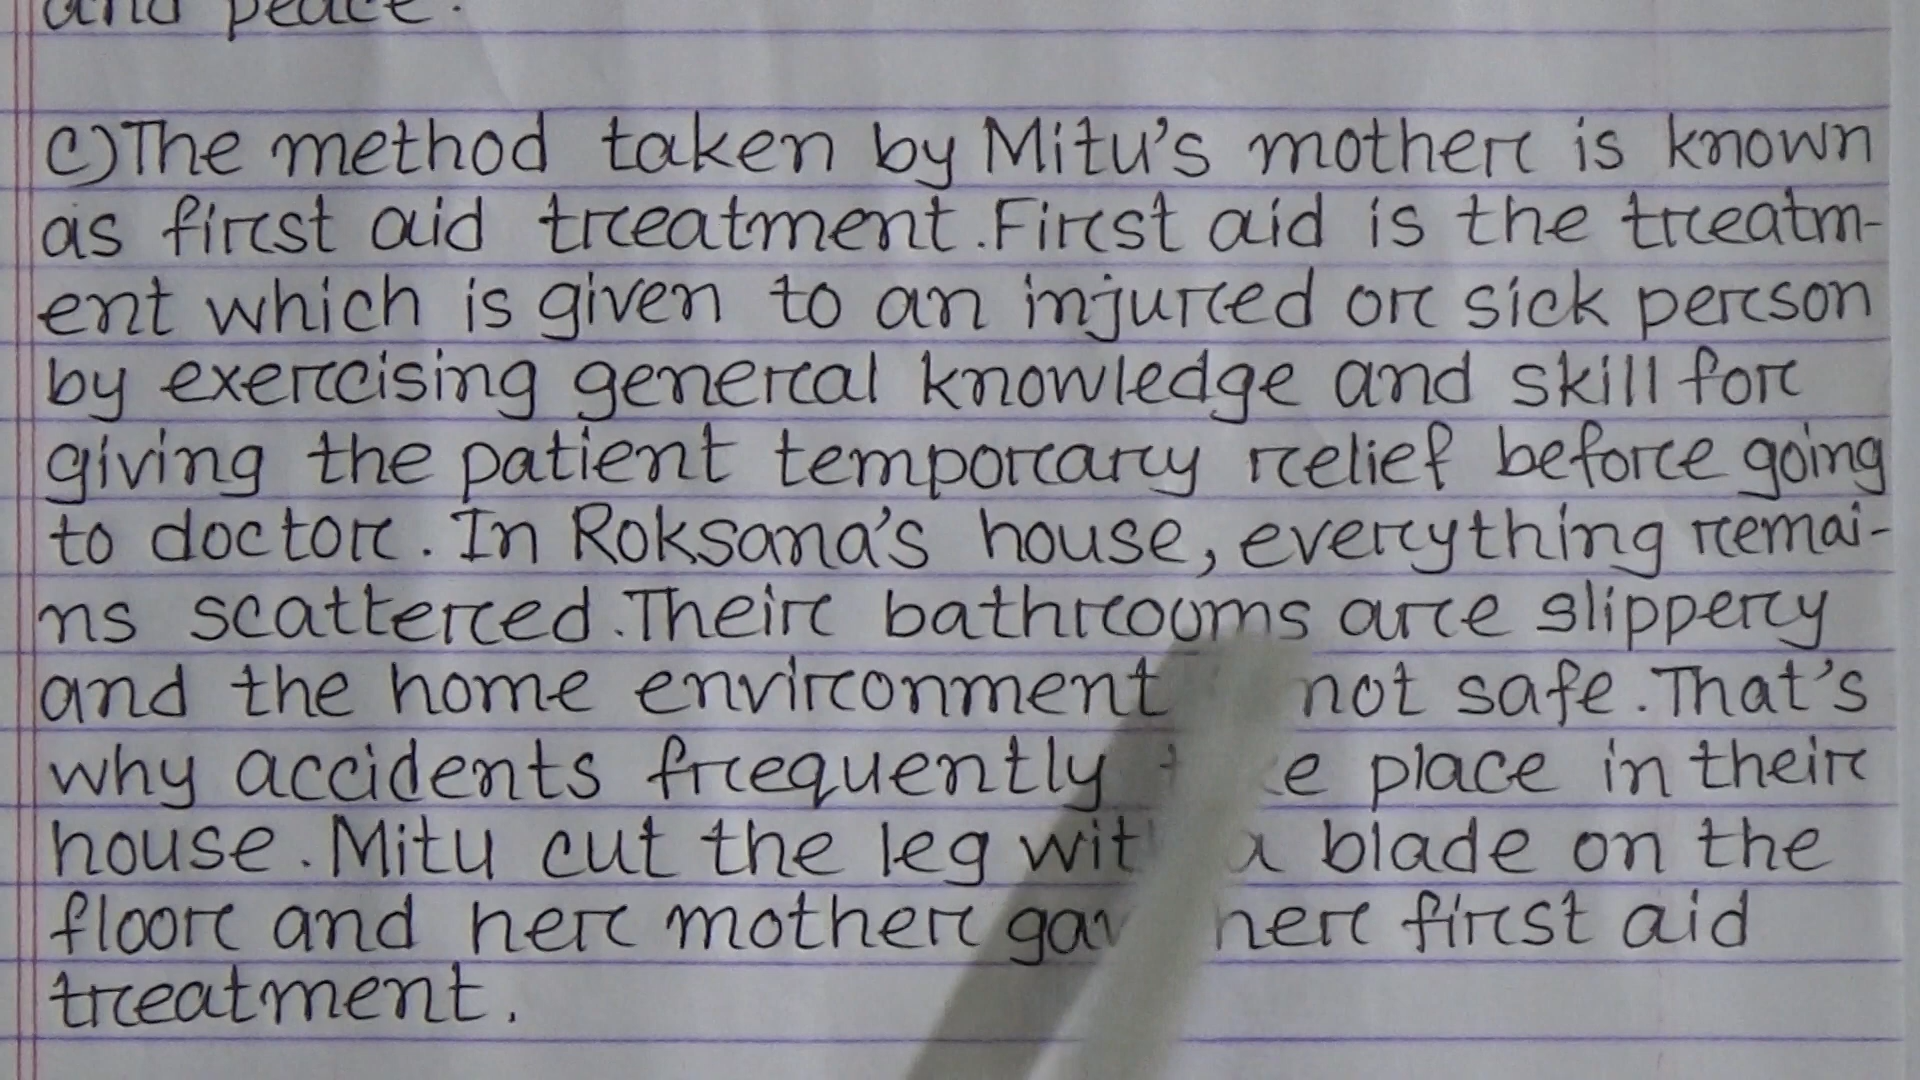 and peace.
c) The method taken by Mitu's mother is known
as first aid treatment. First aid is the treatm-
ent which is given to an injured or sick person
by exercising general knowledge and skill for
giving the patient temporary relief before going
to doctor. In Roksana's house, everything remai-
ns scattered. Their bathrooms are slippery
and the home environment not safe. That's
why accidents frequently place in their
house. Mitu cut the leg a blade on the
floor and her mother her first aid
treatment.